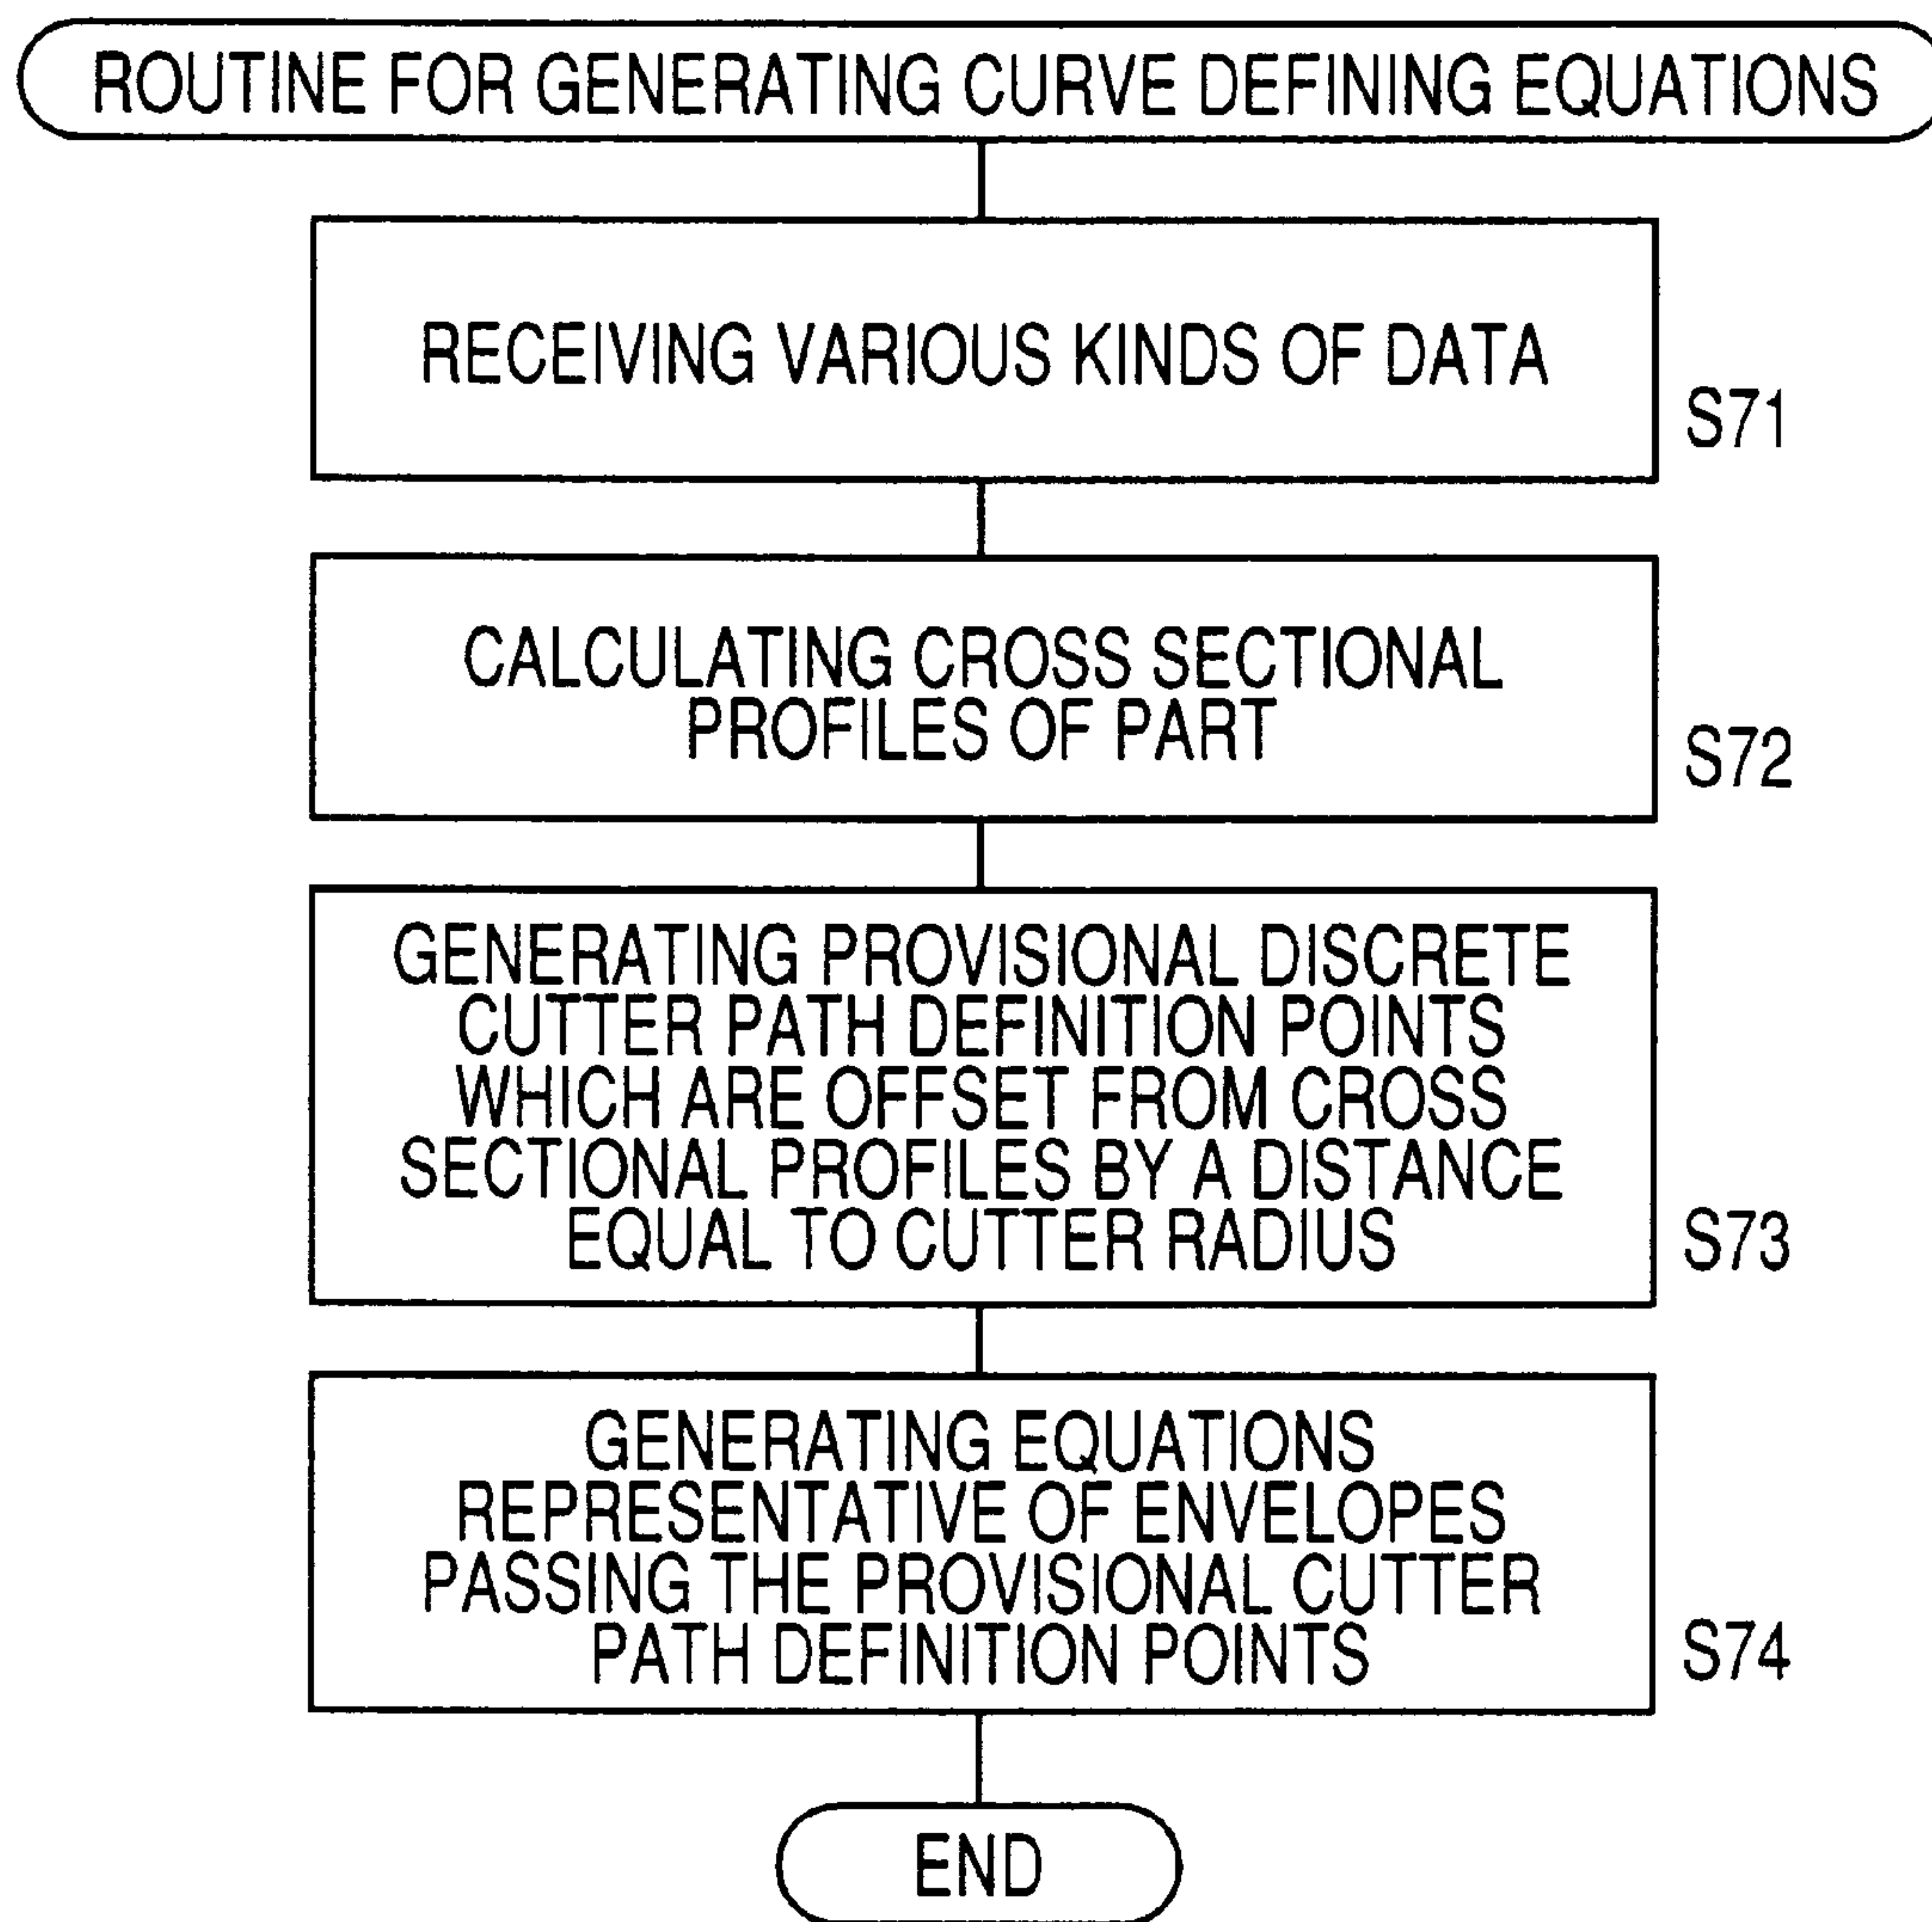 ROUTINE FOR GENERATING CURVE DEFINING EQUATIONS
RECEIVING VARIOUS KINDS OF DATA
S71
CALCULATING CROSS SECTIONAL
PROFILES OF PART
S72
GENERATING PROVISIONAL DISCRETE
CUTTER PATH DEFINITION POINTS
WHICH ARE OFFSET FROM CROSS
SECTIONAL PROFILES BY A DISTANCE
EQUAL TO CUTTER RADIUS
S73
GENERATING EQUATIONS
REPRESENTATIVE OF ENVELOPES
PASSING THE PROVISIONAL CUTTER
PATH DEFINITION POINTS
S74
END